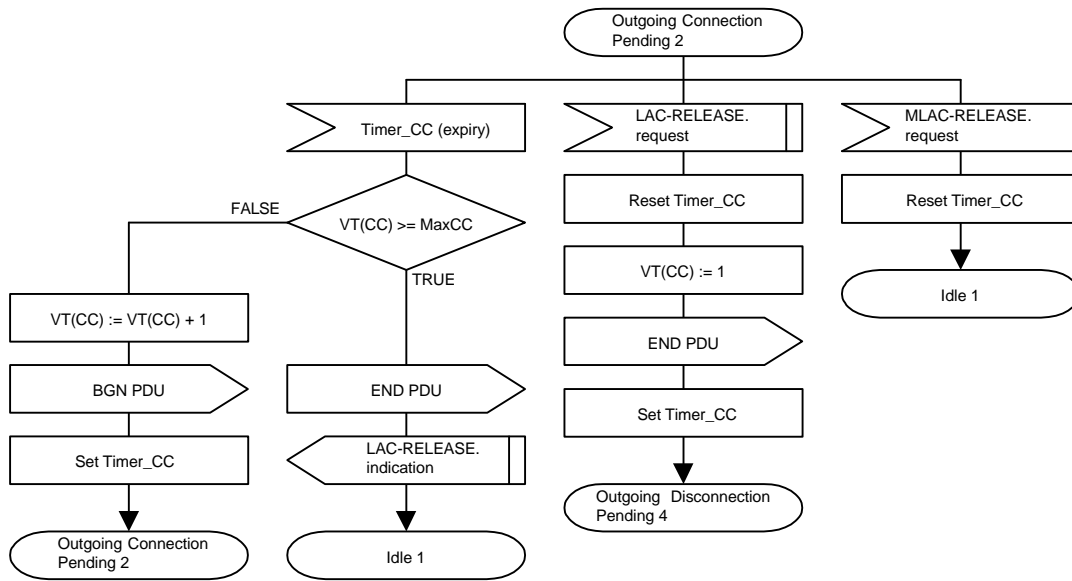 Outgoing Connection
Pending 2
Timer_CC (expiry)
LAC-RELEASE.
request
MLAC-RELEASE.
request
FALSE
VT(CC) >= MaxCC
TRUE
Reset Timer_CC
Reset Timer_CC
VT(CC) := 1
Idle 1
VT(CC) := VT(CC) + 1
END PDU
BGN PDU
END PDU
Set Timer_CC
Set Timer_CC
LAC-RELEASE.
indication
Outgoing Disconnection
Pending 4
Outgoing Connection
Pending 2
Idle 1